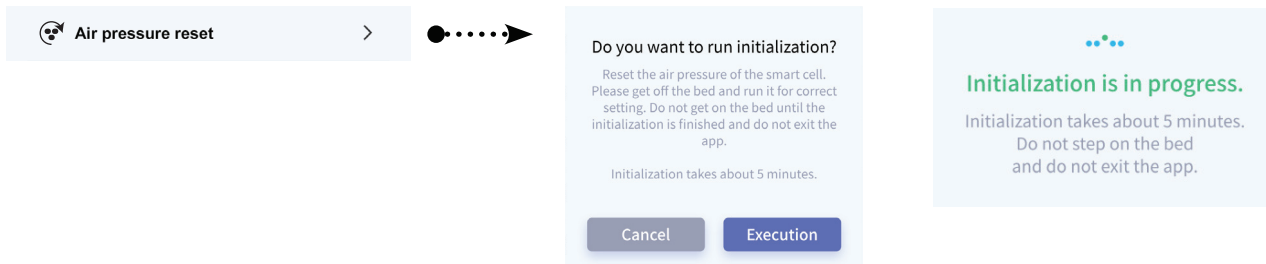 Air pressure reset
Do you want to run initialization?
Reset the air pressure of the smart cell.
Please get off the bed and run it for correct
setting. Do not get on the bed until the
initialization is finished and do not exit the
app.
Initialization takes about 5 minutes.
Cancel
Execution
Initialization is in progress.
Initialization takes about 5 minutes.
Do not step on the bed
and do not exit the app.